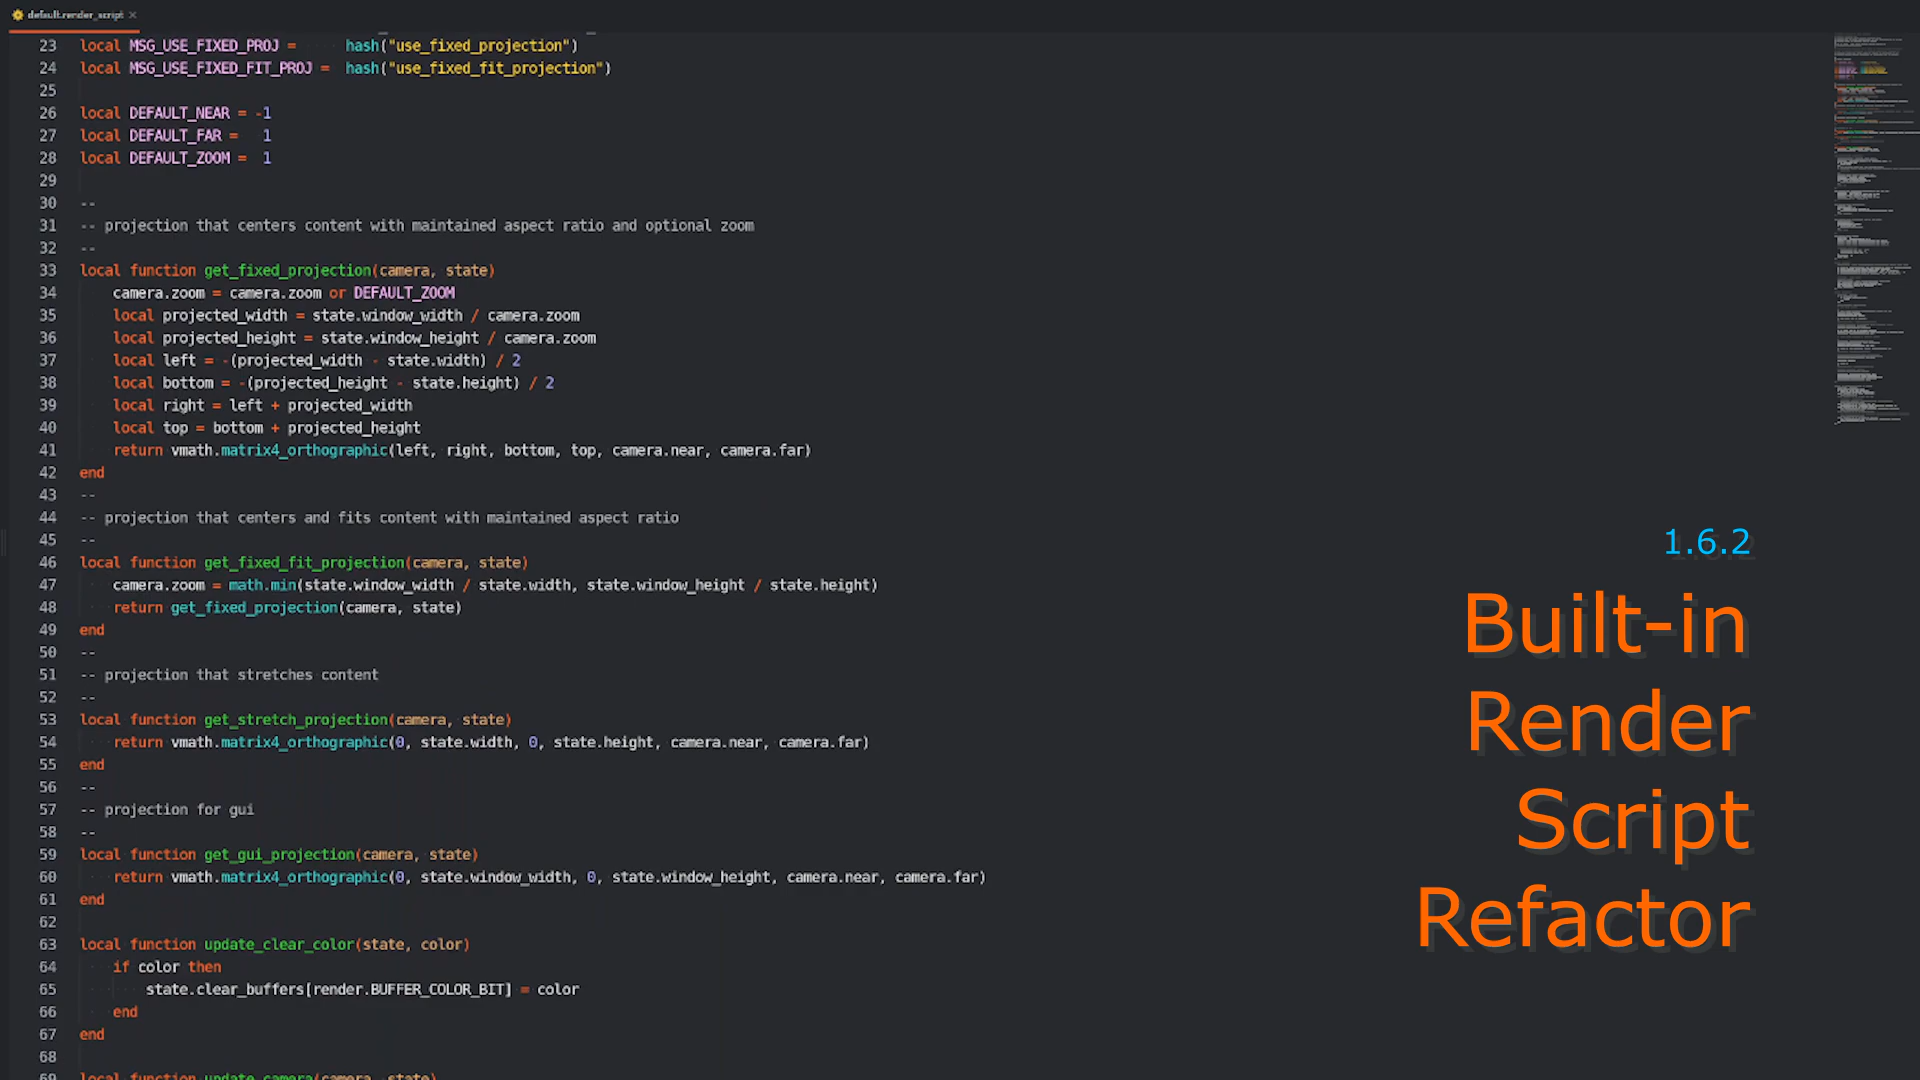 default.render_script ×
23 local MSG_USE_FIXED_PROJ = hash("use_fixed_projection")
24 local MSG_USE_FIXED_FIT_PROJ = hash("use_fixed_fit_projection")
25
26 local DEFAULT_NEAR = -1
27 local DEFAULT_FAR = 1
28 local DEFAULT_ZOOM = 1
29
30 --
31 -- projection that centers content with maintained aspect ratio and optional zoom
32 --
33 local function get_fixed_projection(camera, state)
34 camera.zoom = camera.zoom or DEFAULT_ZOOM
35 local projected_width = state.window_width / camera.zoom
36 local projected_height = state.window_height / camera.zoom
37 local left = -(projected_width - state.width) / 2
38 local bottom = -(projected_height - state.height) / 2
39 local right = left + projected_width
40 local top = bottom + projected_height
41 return vmath.matrix4_orthographic(left, right, bottom, top, camera.near, camera.far)
42 end
43 --
44 -- projection that centers and fits content with maintained aspect ratio
45 --
46 local function get_fixed_fit_projection(camera, state)
47 camera.zoom = math.min(state.window_width / state.width, state.window_height / state.height)
48 return get_fixed_projection(camera, state)
49 end
50 --
51 -- projection that stretches content
52 --
53 local function get_stretch_projection(camera, state)
54 return vmath.matrix4_orthographic(0, state.width, 0, state.height, camera.near, camera.far)
55 end
56 --
57 -- projection for gui
58 --
59 local function get_gui_projection(camera, state)
60 return vmath.matrix4_orthographic(0, state.window_width, 0, state.window_height, camera.near, camera.far)
61 end
62
63 local function update_clear_color(state, color)
64 if color then
65 state.clear_buffers[render.BUFFER_COLOR_BIT] = color
66 end
67 end
68
69 local function update_camera(camera, state)
1.6.2
Built-in
Render
Script
Refactor